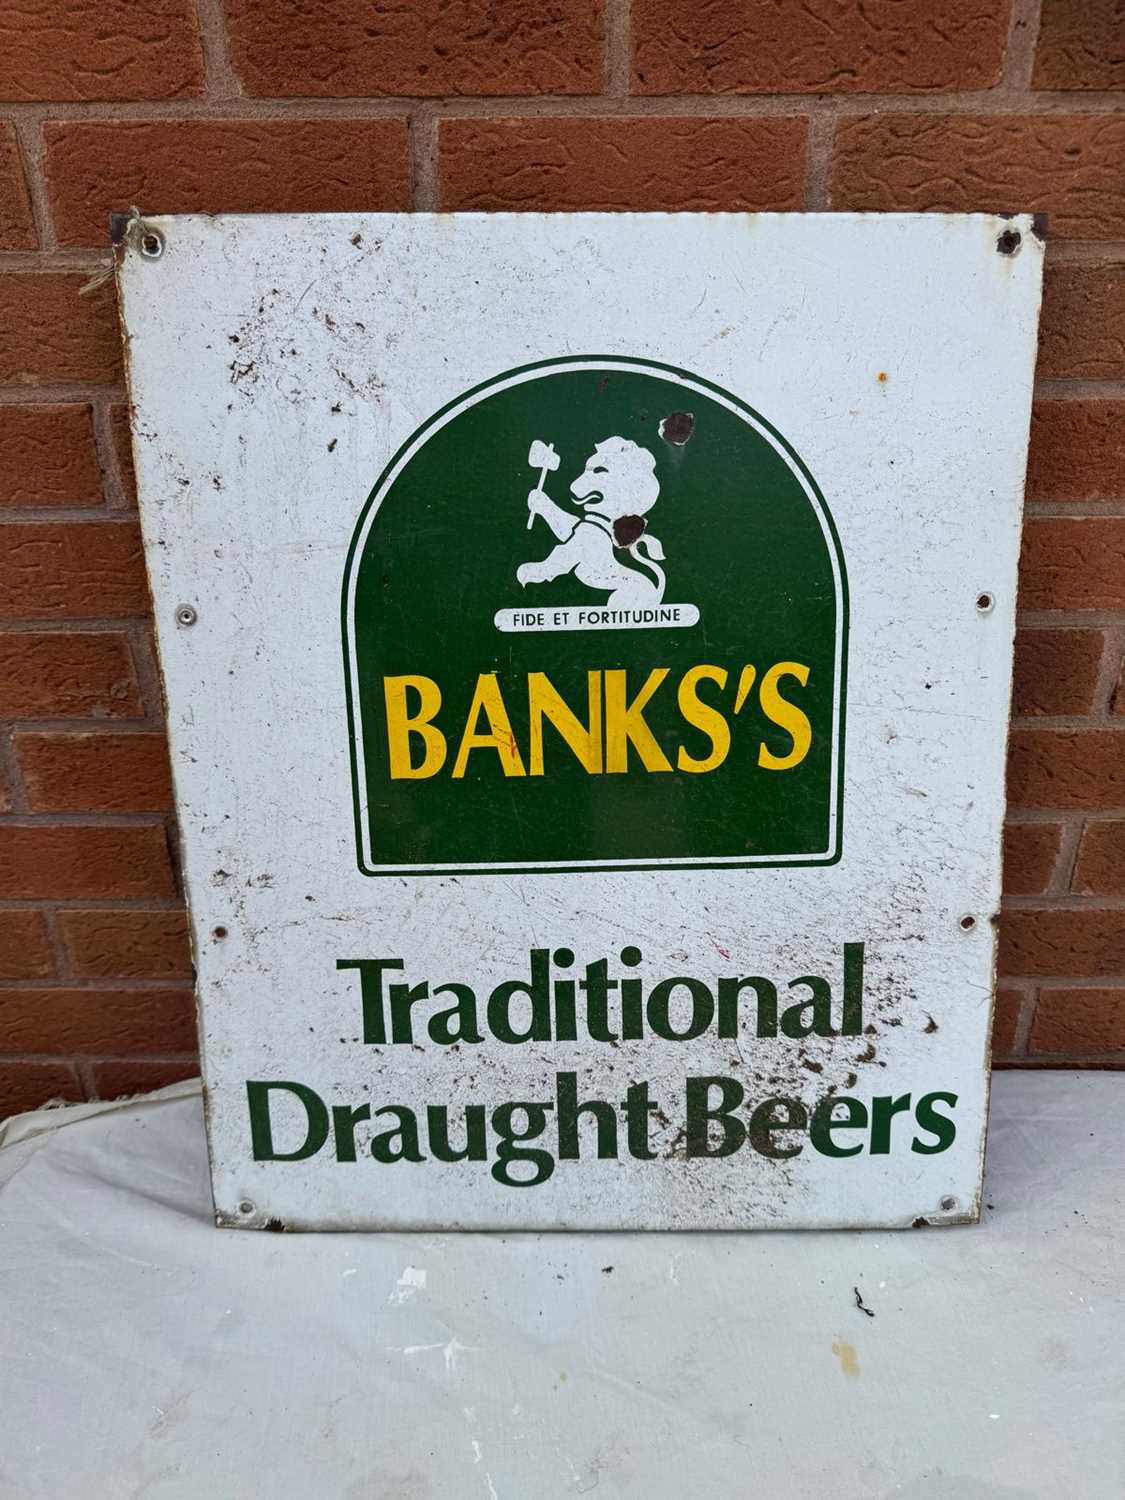 FIDE ET FORTITUDINE
BANKS'S
Traditional
Draught Beers